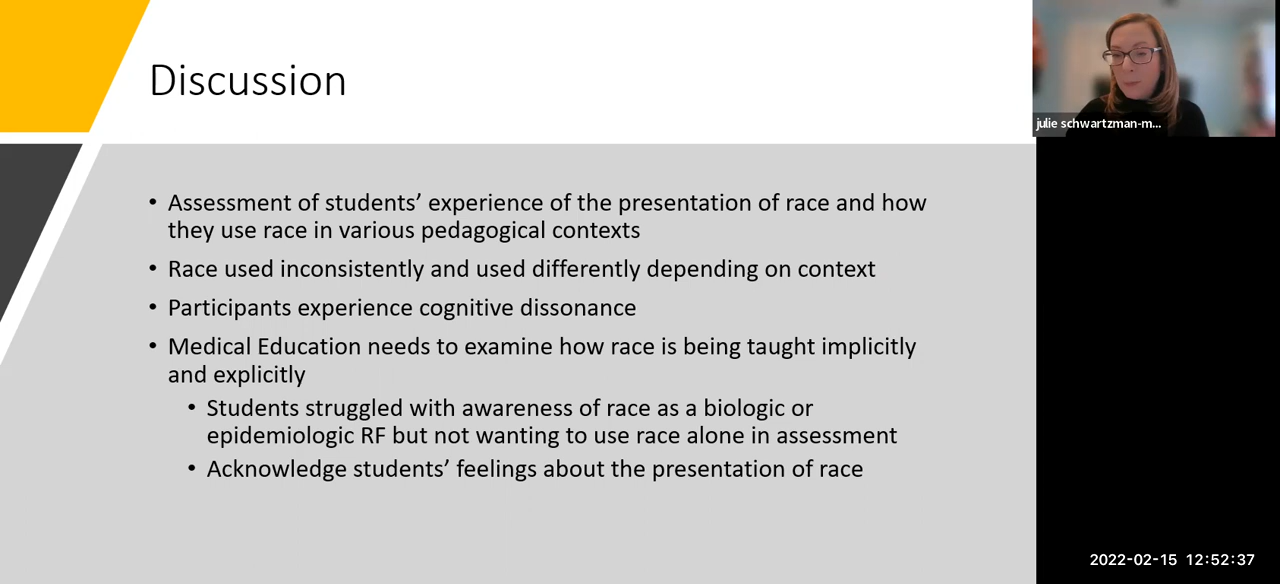 Discussion
• Assessment of students’ experience of the presentation of race and how
they use race in various pedagogical contexts
• Race used inconsistently and used differently depending on context
• Participants experience cognitive dissonance
• Medical Education needs to examine how race is being taught implicitly
and explicitly
• Students struggled with awareness of race as a biologic or
epidemiologic RF but not wanting to use race alone in assessment
• Acknowledge students’ feelings about the presentation of race
julie schwartzman-m...
2022-02-15 12:52:37